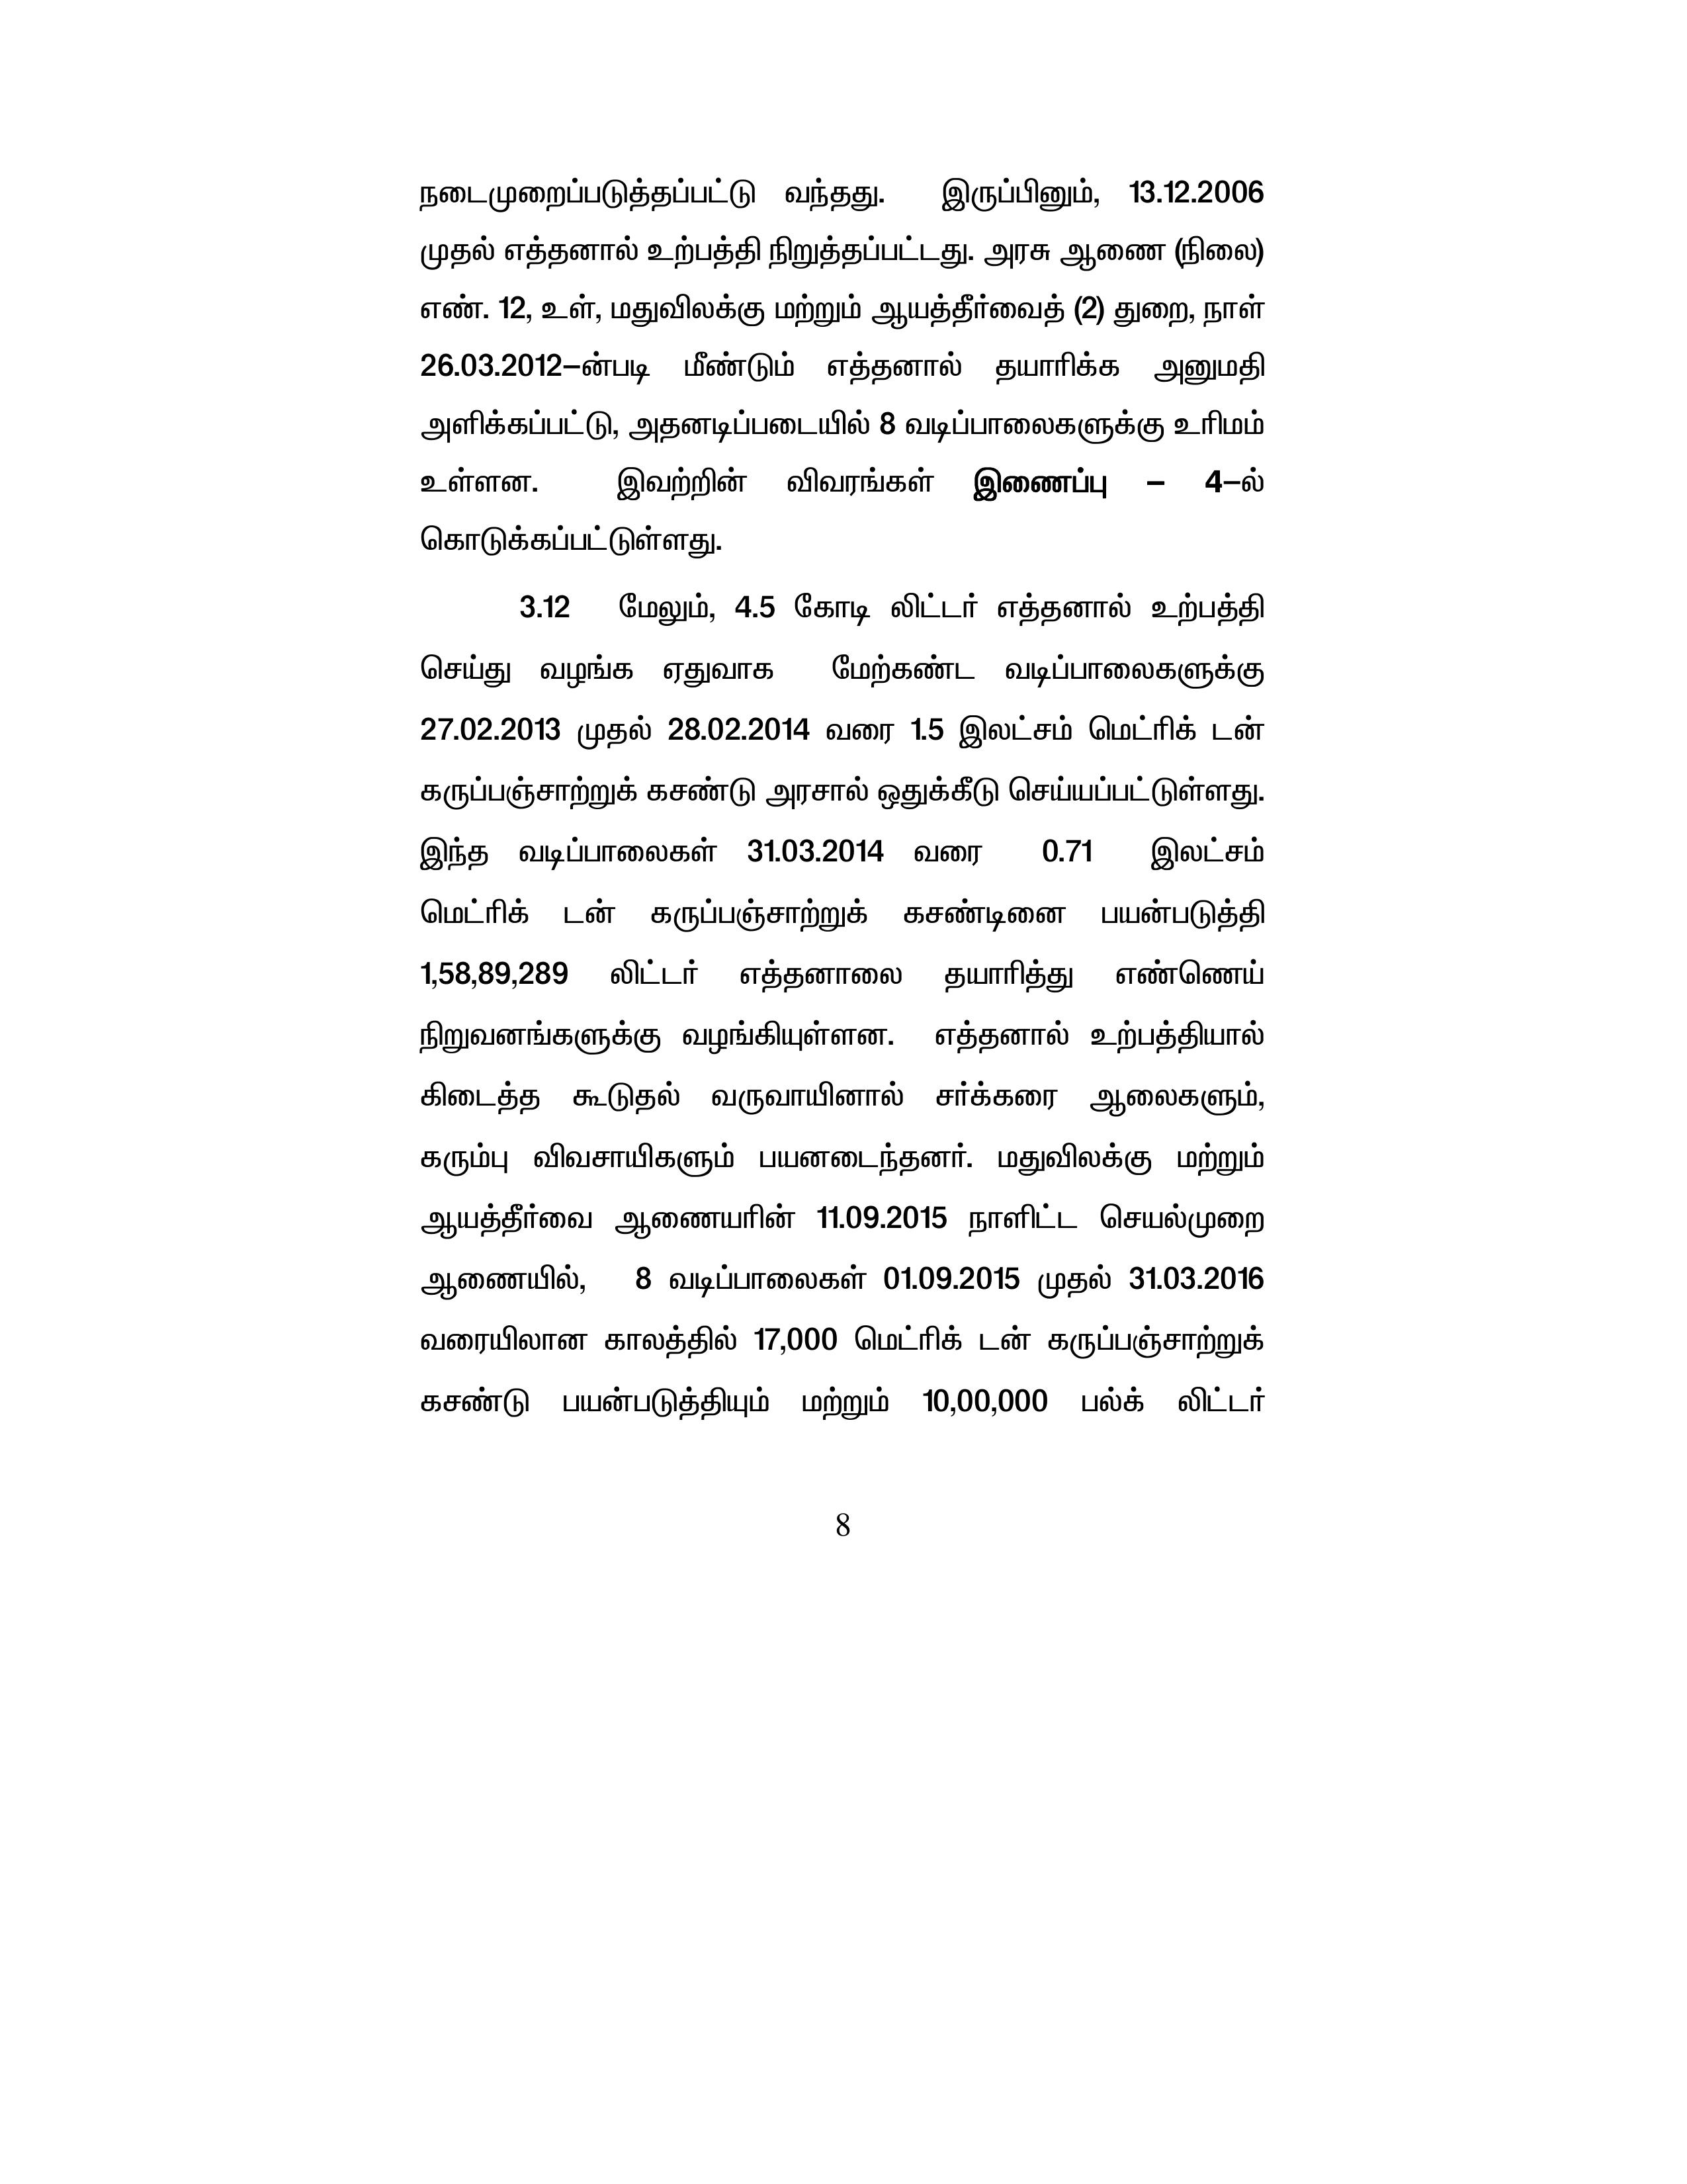 நடைமுறைப்படுத்தப்பட்டு வந்தது. இருப்பினும், 13.12.2006
முதல் எத்தனால் உற்பத்தி நிறுத்தப்பட்டது. அரசு ஆணை (நிலை)
எண். 12, உள், மதுவிலக்கு மற்றும் ஆயத்தீர்வைத் (2) துறை, நாள்
26.03.2012–ன்படி மீண்டும் எத்தனால் தயாரிக்க அனுமதி
அளிக்கப்பட்டு, அதனடிப்படையில் 8 வடிப்பாலைகளுக்கு உரிமம்
உள்ளன. இவற்றின் விவரங்கள் இணைப்பு – 4–ல்
கொடுக்கப்பட்டுள்ளது.
3.12 மேலும், 4.5 கோடி லிட்டர் எத்தனால் உற்பத்தி
செய்து வழங்க ஏதுவாக மேற்கண்ட வடிப்பாலைகளுக்கு
27.02.2013 முதல் 28.02.2014 வரை 1.5 இலட்சம் மெட்ரிக் டன்
கருப்பஞ்சாற்றுக் கசண்டு அரசால் ஒதுக்கீடு செய்யப்பட்டுள்ளது.
இந்த வடிப்பாலைகள் 31.03.2014 வரை 0.71 இலட்சம்
மெட்ரிக் டன் கருப்பஞ்சாற்றுக் கசண்டினை பயன்படுத்தி
1,58,89,289 லிட்டர் எத்தனாலை தயாரித்து எண்ணெய்
நிறுவனங்களுக்கு வழங்கியுள்ளன. எத்தனால் உற்பத்தியால்
கிடைத்த கூடுதல் வருவாயினால் சர்க்கரை ஆலைகளும்,
கரும்பு விவசாயிகளும் பயனடைந்தனர். மதுவிலக்கு மற்றும்
ஆயத்தீர்வை ஆணையரின் 11.09.2015 நாளிட்ட செயல்முறை
ஆணையில், 8 வடிப்பாலைகள் 01.09.2015 முதல் 31.03.2016
வரையிலான காலத்தில் 17,000 மெட்ரிக் டன் கருப்பஞ்சாற்றுக்
கசண்டு பயன்படுத்தியும் மற்றும் 10,00,000 பல்க் லிட்டர்
8